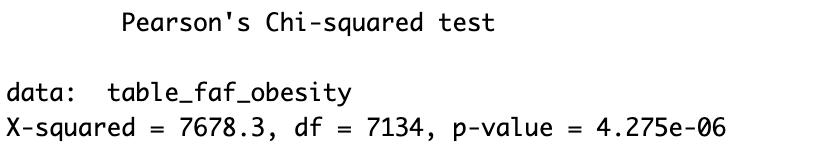 Pearson's Chi-squared test
data:  table_faf_obesity
X-squared = 7678.3, df = 7134, p-value = 4.275e-06